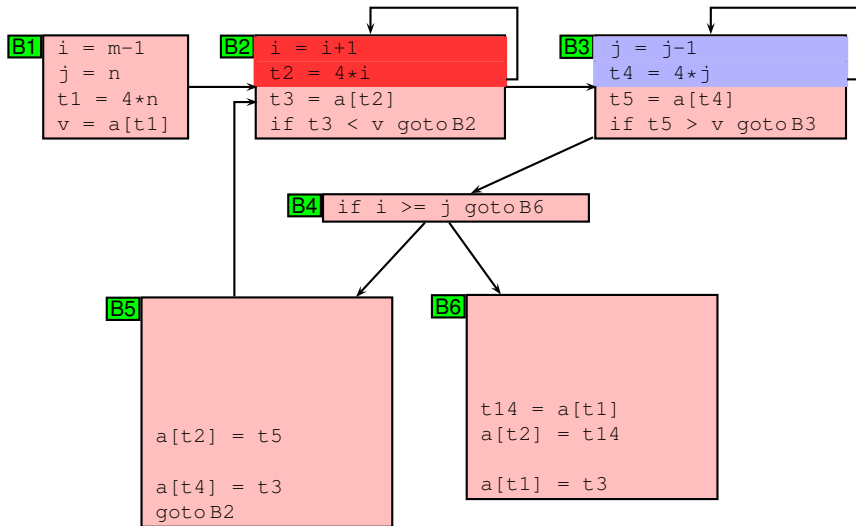 B1
i = m-1
j = n
t1 = 4*n
v = a[t1]
B2
i = i+1
t2 = 4*i
t3 = a[t2]
if t3 < v goto B2
B3
j = j-1
t4 = 4*j
t5 = a[t4]
if t5 > v goto B3
B4
if i >= j goto B6
B5
a[t2] = t5
a[t4] = t3
goto B2
B6
t14 = a[t1]
a[t2] = t14
a[t1] = t3